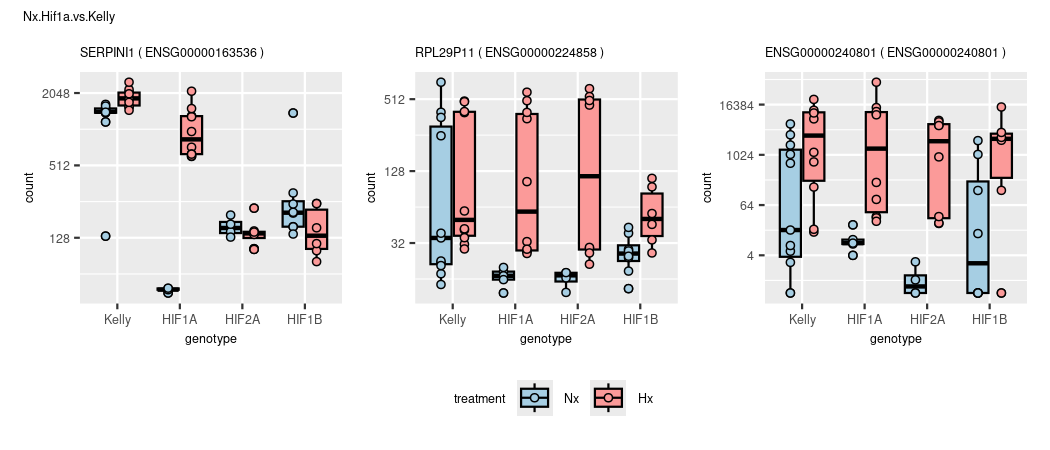 Nx.Hif1a.vs.Kelly
SERPINI1 ( ENSG00000163536 )
count
2048
512
128
Kelly HIF1A HIF2A HIF1B
genotype
RPL29P11 ( ENSG00000224858 )
count
512
128
32
Kelly HIF1A HIF2A HIF1B
genotype
ENSG00000240801 ( ENSG00000240801 )
count
16384
1024
64
4
Kelly HIF1A HIF2A HIF1B
genotype
treatment Nx Hx